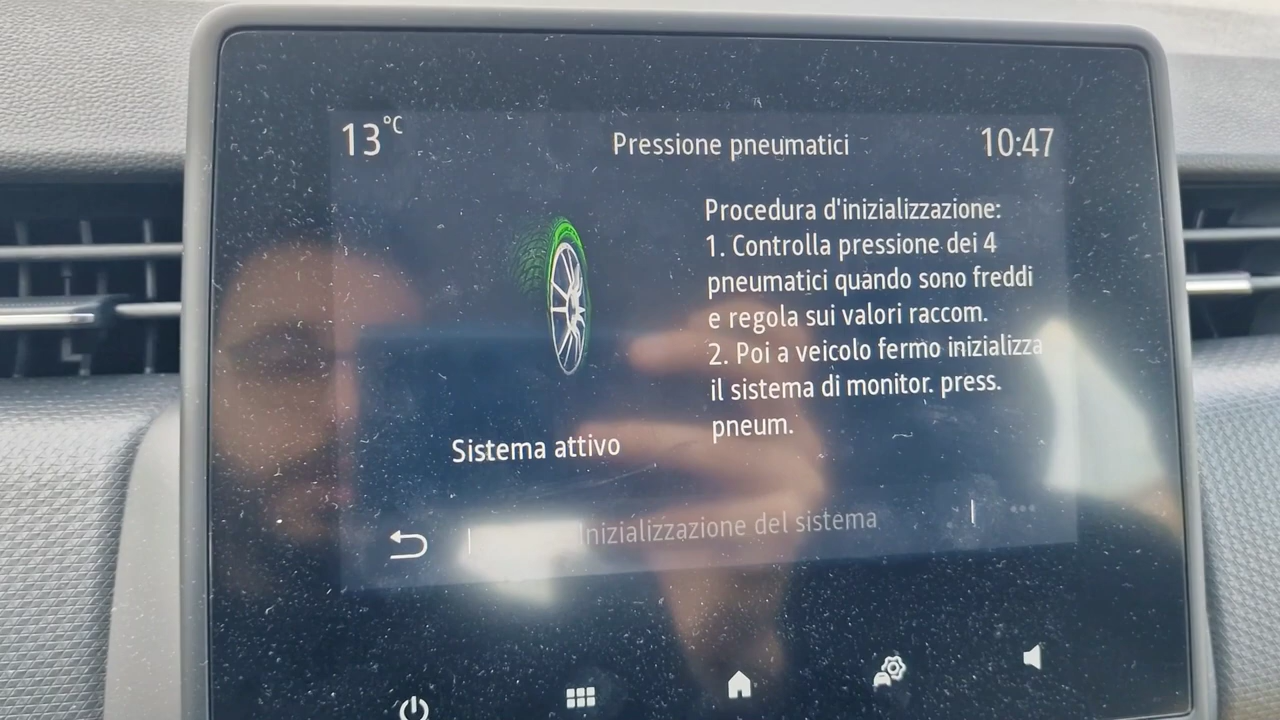 13°C
Pressione pneumatici
10:47
Procedura d'inizializzazione:
1. Controlla pressione dei 4
pneumatici quando sono freddi
e regola sui valori raccom.
2. Poi a veicolo fermo inizializza
il sistema di monitor. press.
pneum.
Sistema attivo
Inizializzazione del sistema